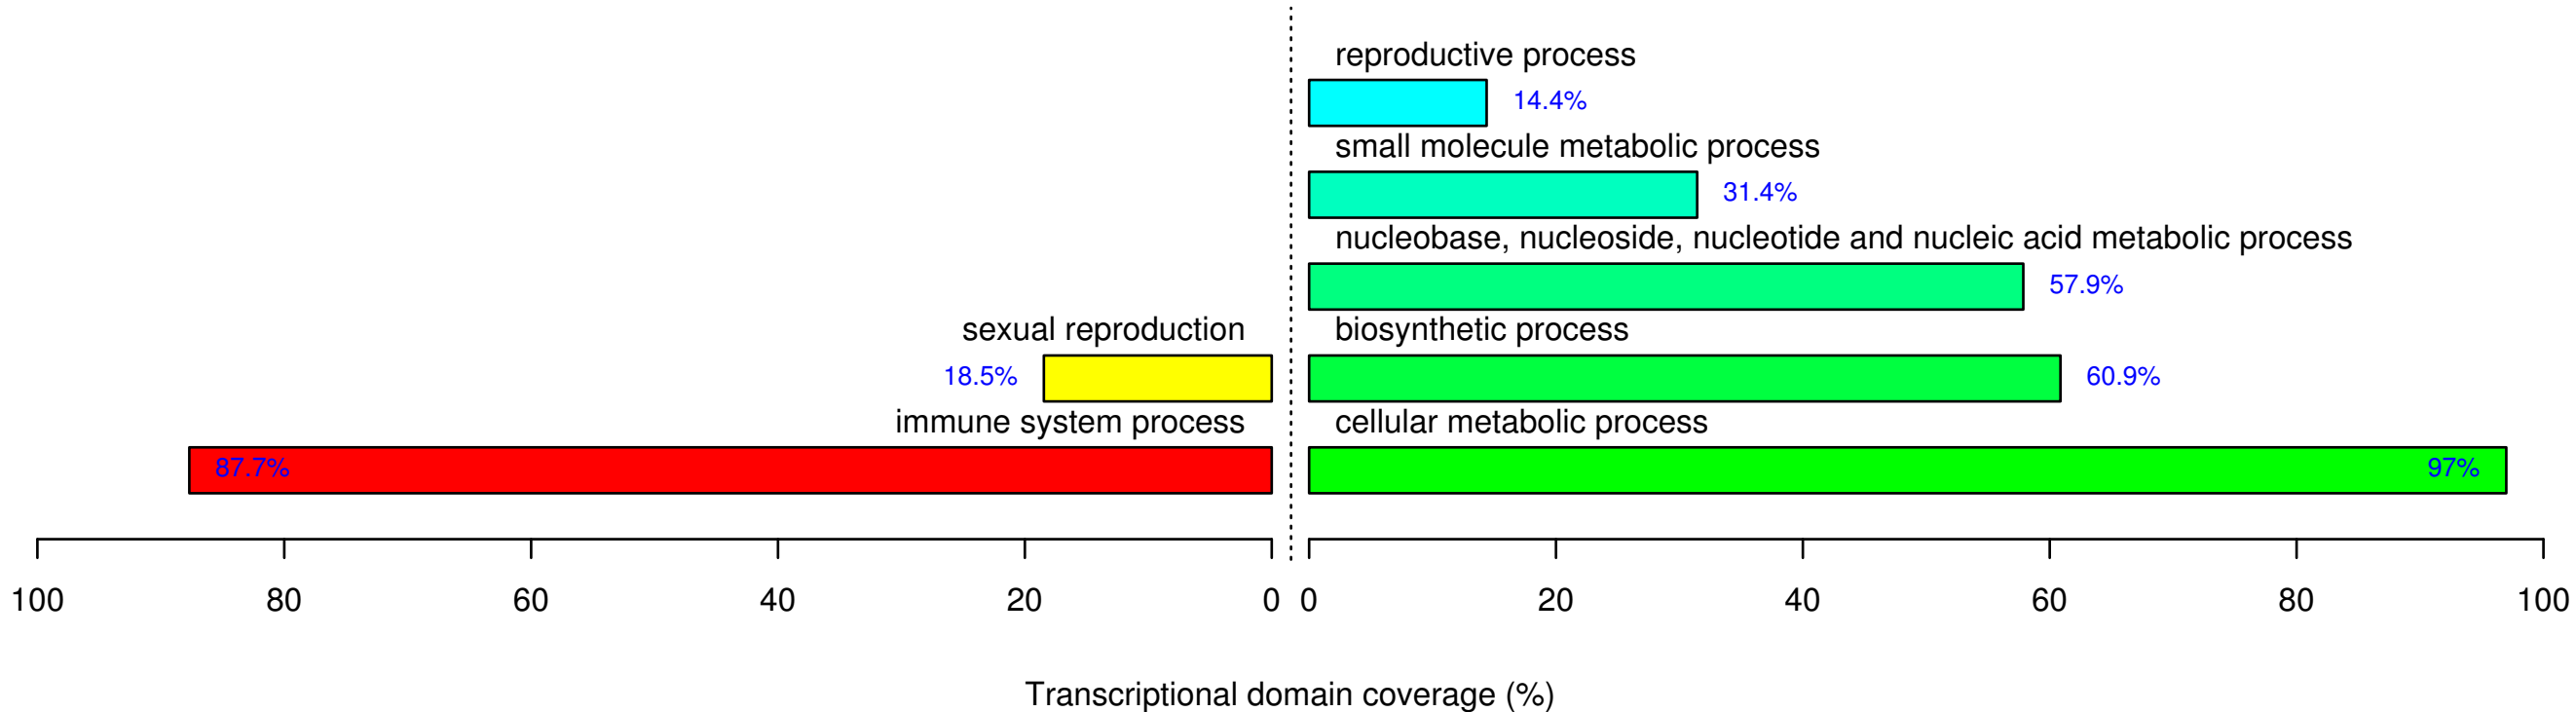 reproductive process
14.4%
small molecule metabolic process
31.4%
nucleobase, nucleoside, nucleotide and nucleic acid metabolic process
57.9%
sexual reproduction
biosynthetic process
18.5%
60.9%
immune system process
cellular metabolic process
87.7%
97%
100 80 60 40 20 0 0 20 40 60 80 100
Transcriptional domain coverage (%)